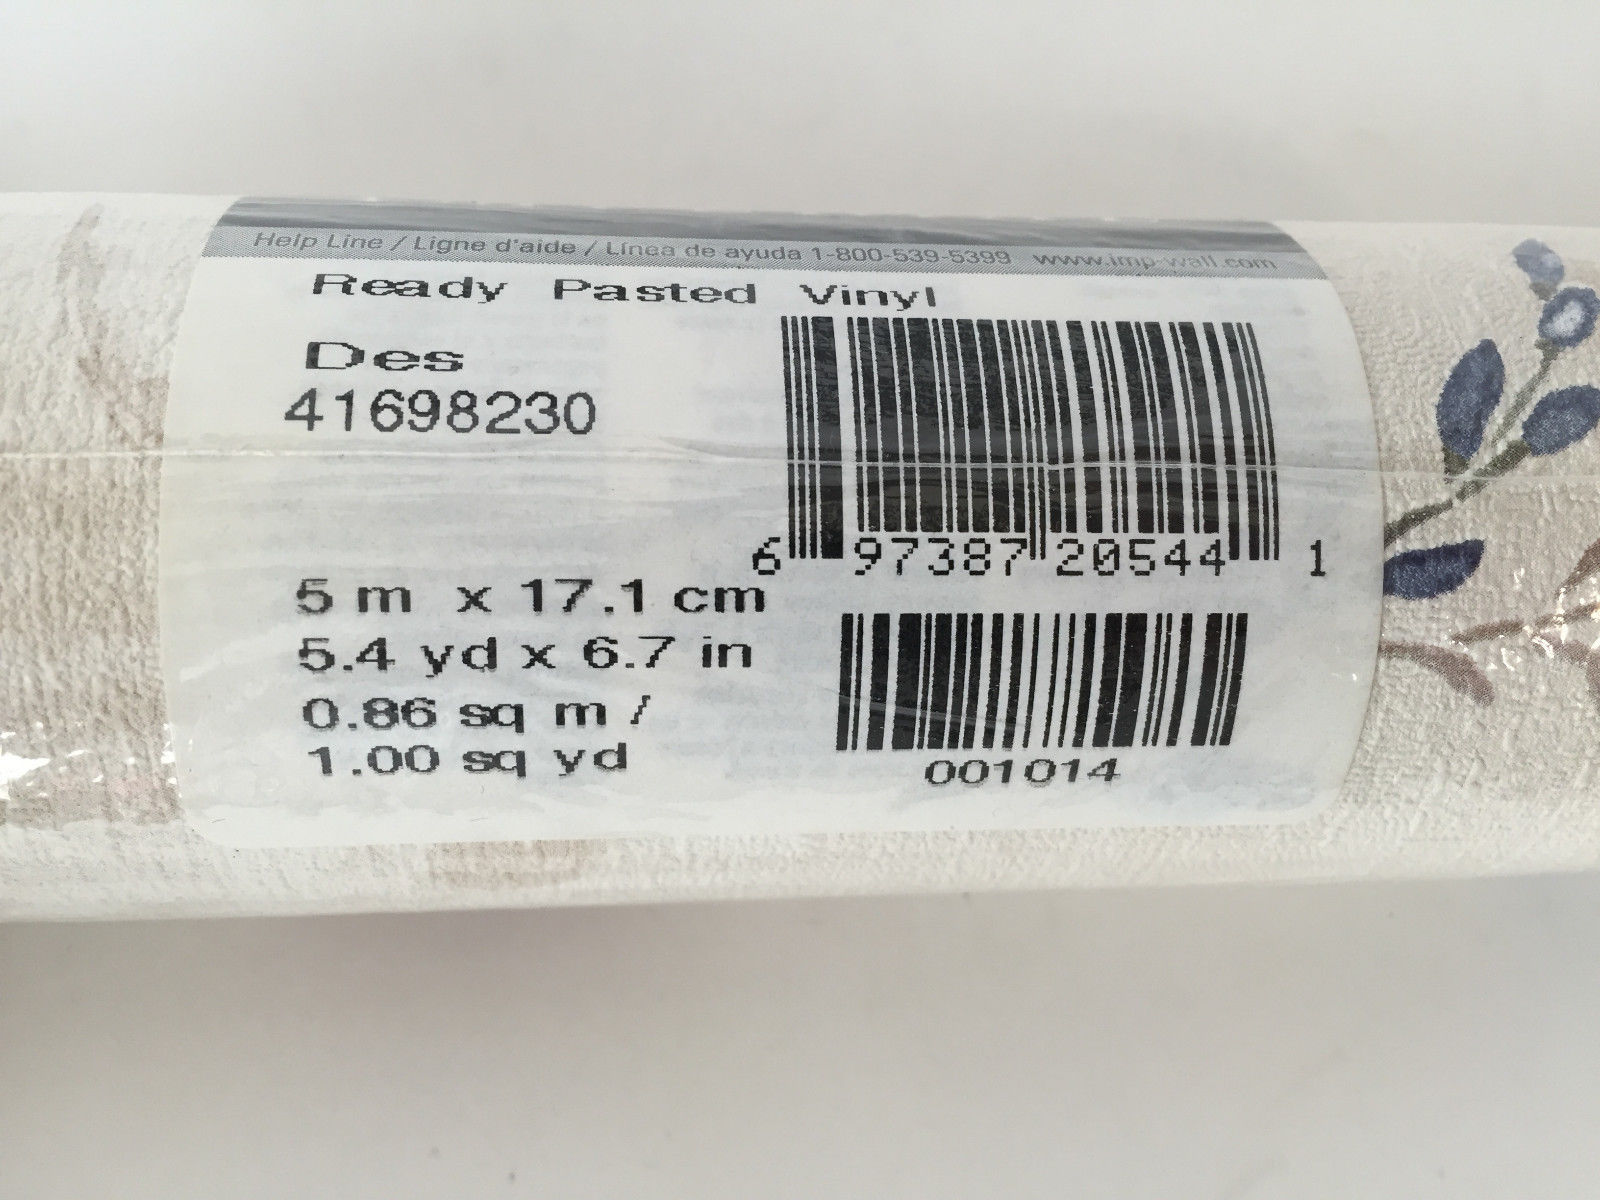 Help Line / Ligne d'aide / Línea de ayuda 1-800-539-5399 www.imp-wall.com
Ready Pasted Vinyl
Des
41698230
6 97387 20544 1
5 m x 17.1 cm
5.4 yd x 6.7 in
0.86 sq m /
1.00 sq yd
001014